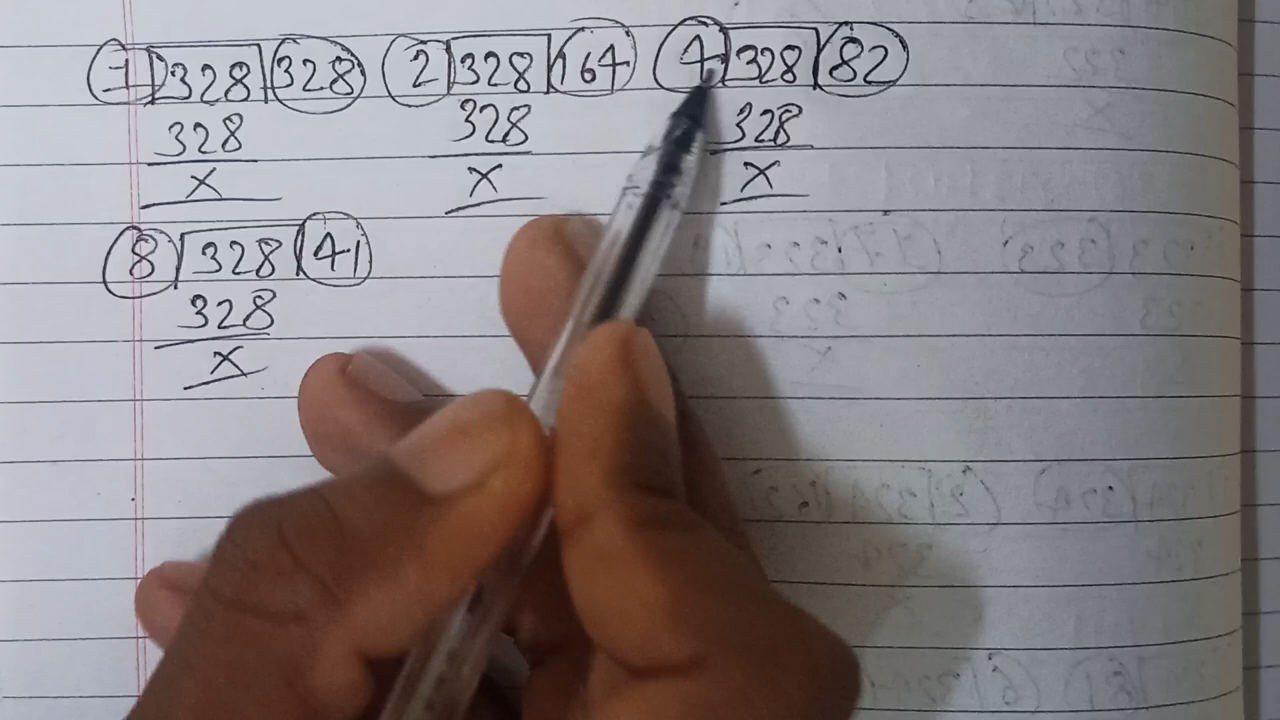 1)328(328 2)328(164 4)328(82
328 328 328
x x x
8)328(41
328
x